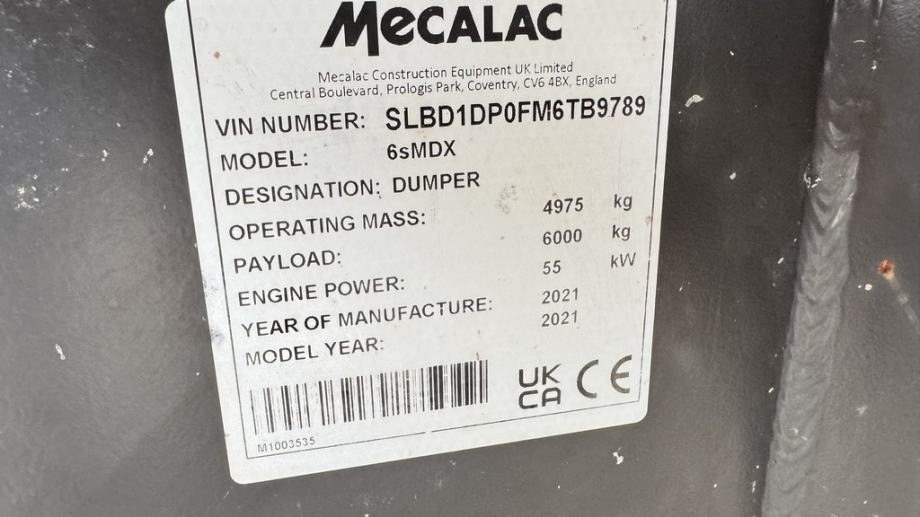 MECALAC
Mecalac Construction Equipment UK Limited
Central Boulevard, Prologis Park, Coventry, CV6 4BX, England
VIN NUMBER: SLBD1DP0FM6TB9789
MODEL: 6sMDX
DESIGNATION: DUMPER
OPERATING MASS: 4975 kg
PAYLOAD: 6000 kg
ENGINE POWER: 55 kW
YEAR OF MANUFACTURE: 2021
MODEL YEAR: 2021
UK
CA
CE
M1003535